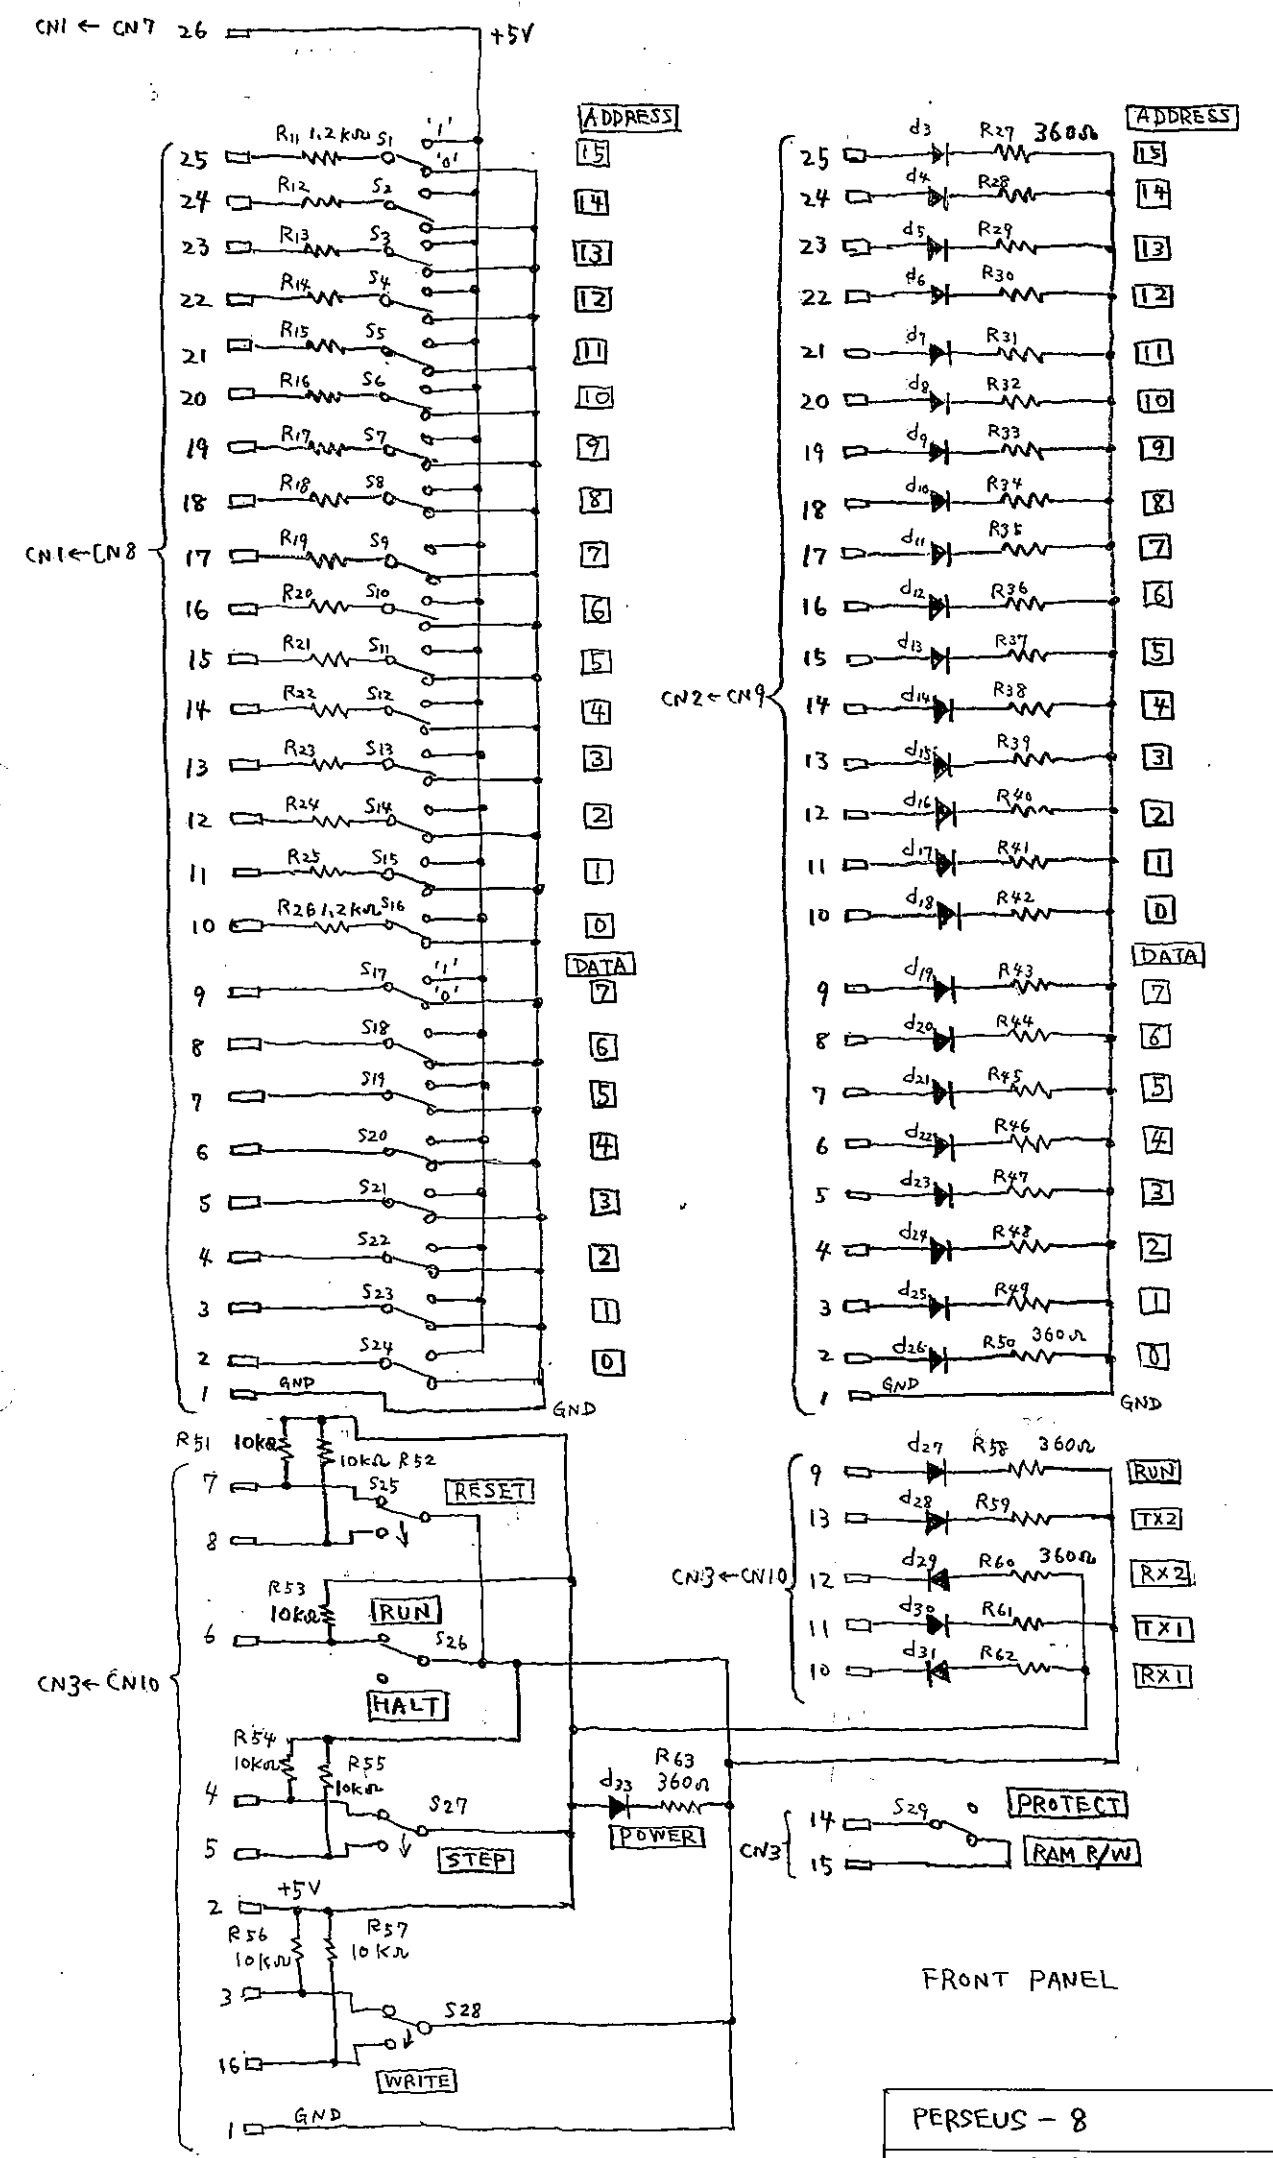 CN1 ← CN7 26 +5V
ADDRESS
25 R11 1.2kΩ S1 '1' '0' 15
24 R12 S2 14
23 R13 S3 13
22 R14 S4 12
21 R15 S5 11
20 R16 S6 10
19 R17 S7 9
18 R18 S8 8
CN1←CN8
17 R19 S9 7
16 R20 S10 6
15 R21 S11 5
14 R22 S12 4
13 R23 S13 3
12 R24 S14 2
11 R25 S15 1
10 R26 1.2kΩ S16 0
DATA
9 S17 '1' '0' 7
8 S18 6
7 S19 5
6 S20 4
5 S21 3
4 S22 2
3 S23 1
2 S24 0
1 GND GND
ADDRESS
25 d3 R27 360Ω 15
24 d4 R28 14
23 d5 R29 13
22 d6 R30 12
21 d7 R31 11
20 d8 R32 10
19 d9 R33 9
18 d10 R34 8
17 d11 R35 7
16 d12 R36 6
15 d13 R37 5
CN2←CN9
14 d14 R38 4
13 d15 R39 3
12 d16 R40 2
11 d17 R41 1
10 d18 R42 0
DATA
9 d19 R43 7
8 d20 R44 6
7 d21 R45 5
6 d22 R46 4
5 d23 R47 3
4 d24 R48 2
3 d25 R49 1
2 d26 R50 360Ω 0
1 GND GND
R51 10kΩ 10kΩ R52
7 S25 RESET
8
R53 10kΩ RUN
6 S26
CN3←CN10
HALT
R54 10kΩ R55 10kΩ
4 S27
5 STEP
2 +5V
R56 10kΩ R57 10kΩ
3 S28
16 WRITE
1 GND
R63
d33 360Ω
POWER
9 d27 R58 360Ω RUN
13 d28 R59 TX2
CN3←CN10
12 d29 R60 360Ω RX2
11 d30 R61 TX1
10 d31 R62 RX1
14 S29 PROTECT
CN3
15 RAM R/W
FRONT PANEL
PERSEUS - 8